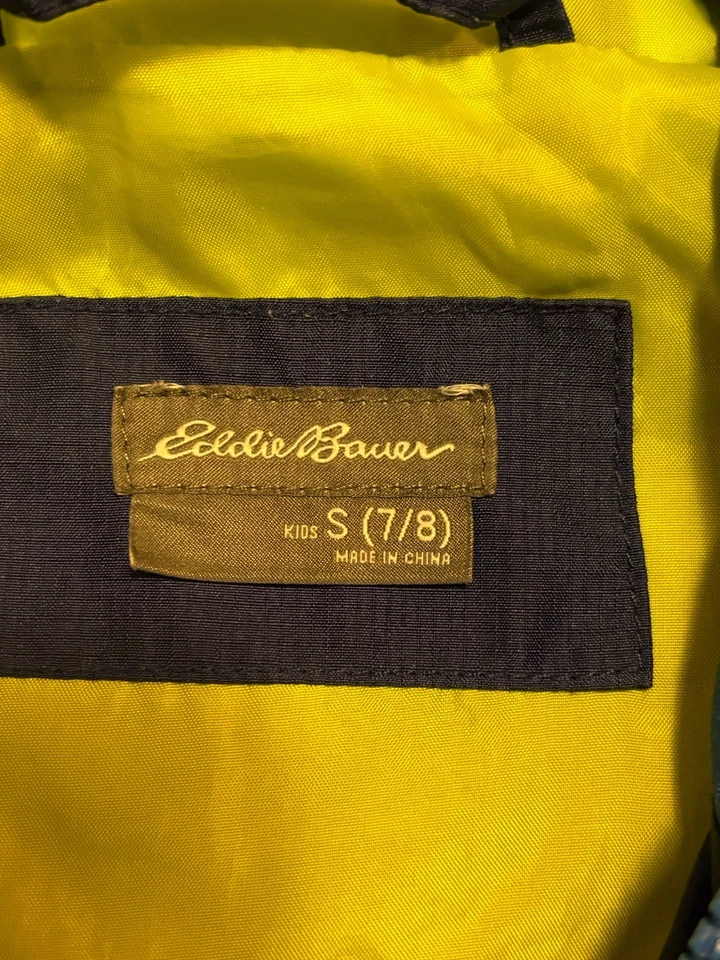 Eddie Bauer
KIDS S (7/8)
MADE IN CHINA